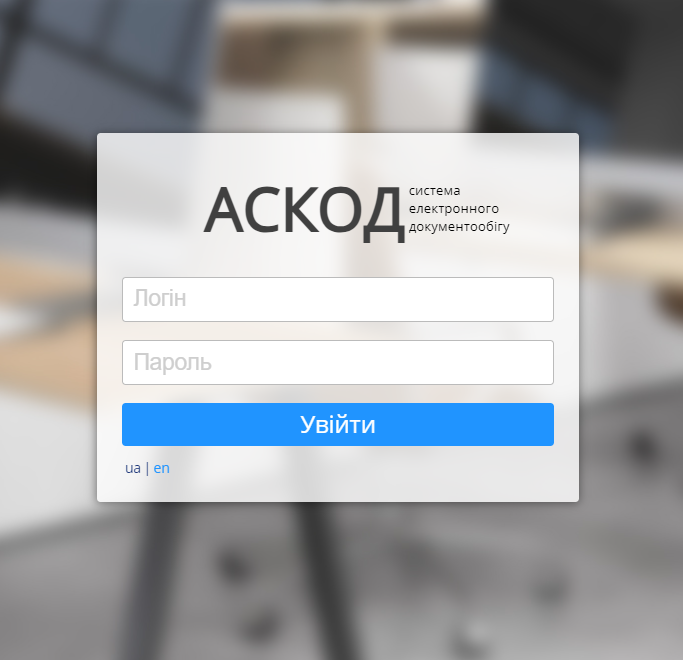 АСКОД
система
електронного
документообігу
Логін
Пароль
Увійти
ua | en